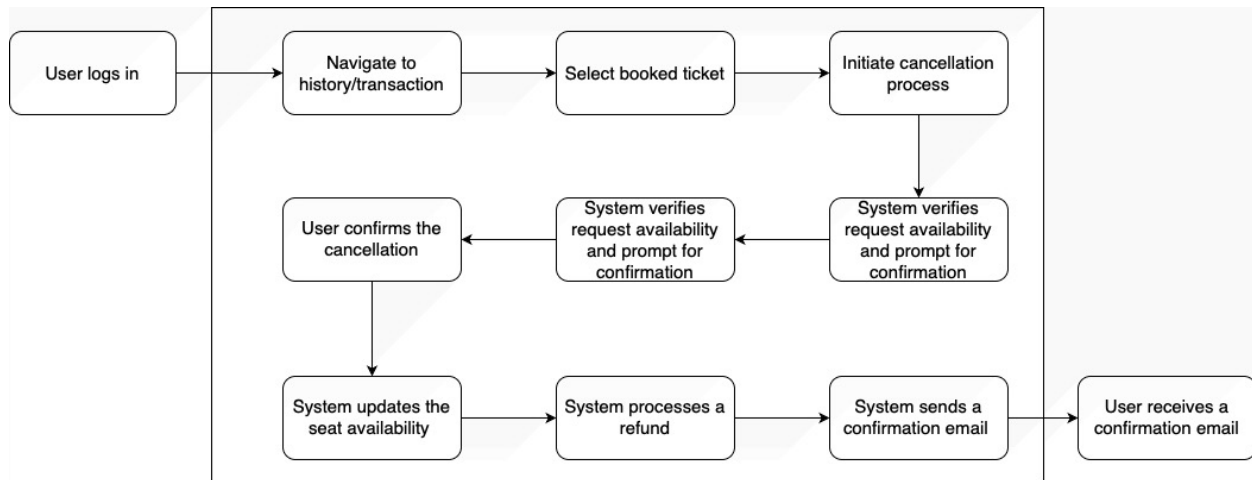 User logs in
Navigate to
history/transaction
Select booked ticket
Initiate cancellation
process
System verifies
request availability
and prompt for
confirmation
System verifies
request availability
and prompt for
confirmation
User confirms the
cancellation
System updates the
seat availability
System processes a
refund
System sends a
confirmation email
User receives a
confirmation email